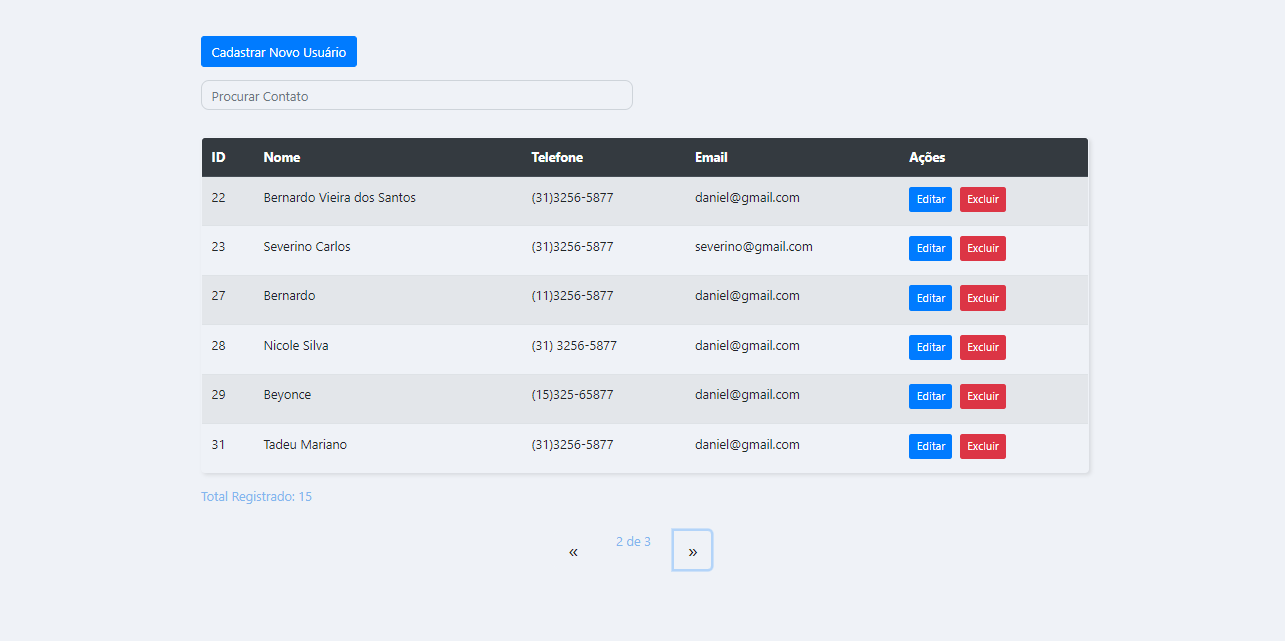 Cadastrar Novo Usuário
Procurar Contato
ID Nome Telefone Email Ações
22 Bernardo Vieira dos Santos (31)3256-5877 daniel@gmail.com Editar Excluir
23 Severino Carlos (31)3256-5877 severino@gmail.com Editar Excluir
27 Bernardo (11)3256-5877 daniel@gmail.com Editar Excluir
28 Nicole Silva (31) 3256-5877 daniel@gmail.com Editar Excluir
29 Beyonce (15)325-65877 daniel@gmail.com Editar Excluir
31 Tadeu Mariano (31)3256-5877 daniel@gmail.com Editar Excluir
Total Registrado: 15
« 2 de 3 »